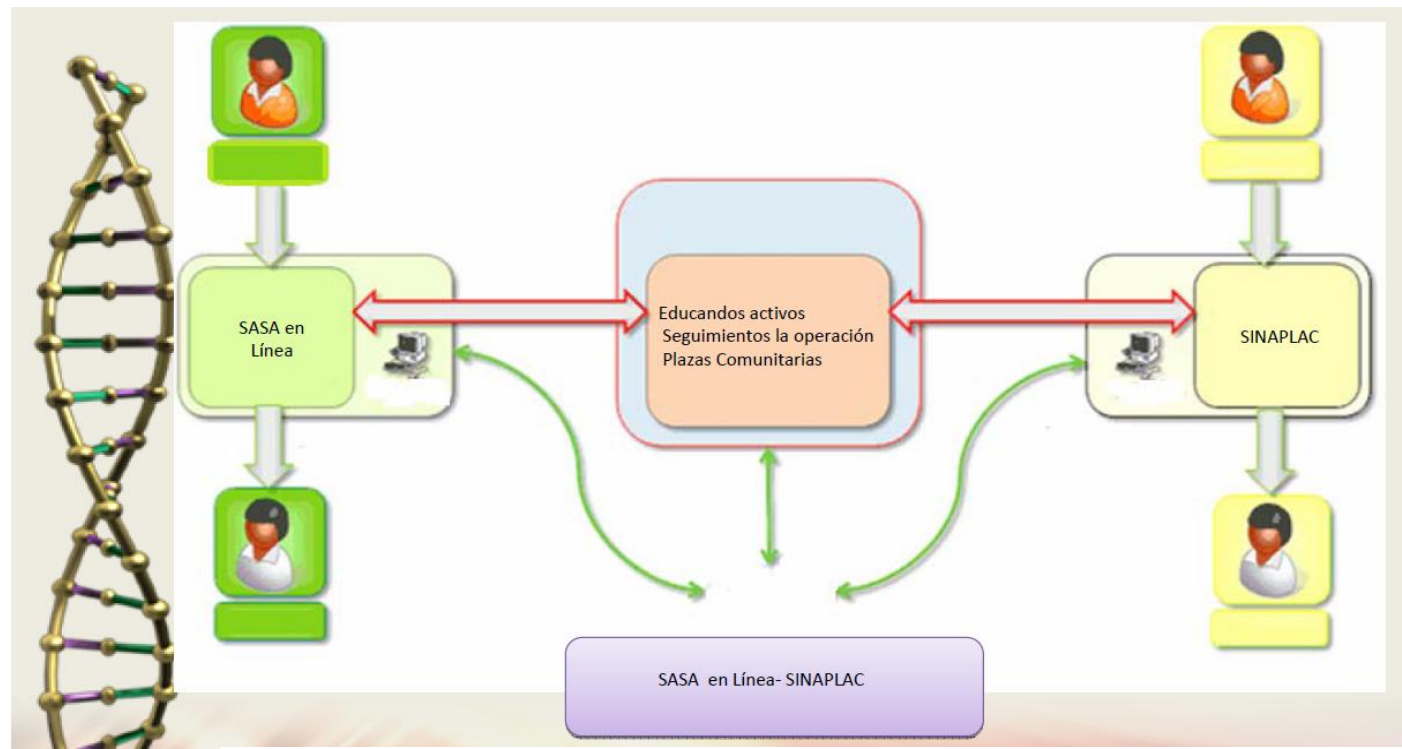 SASA en
Línea
Educandos activos
Seguimientos la operación
Plazas Comunitarias
SINAPLAC
SASA en Línea- SINAPLAC